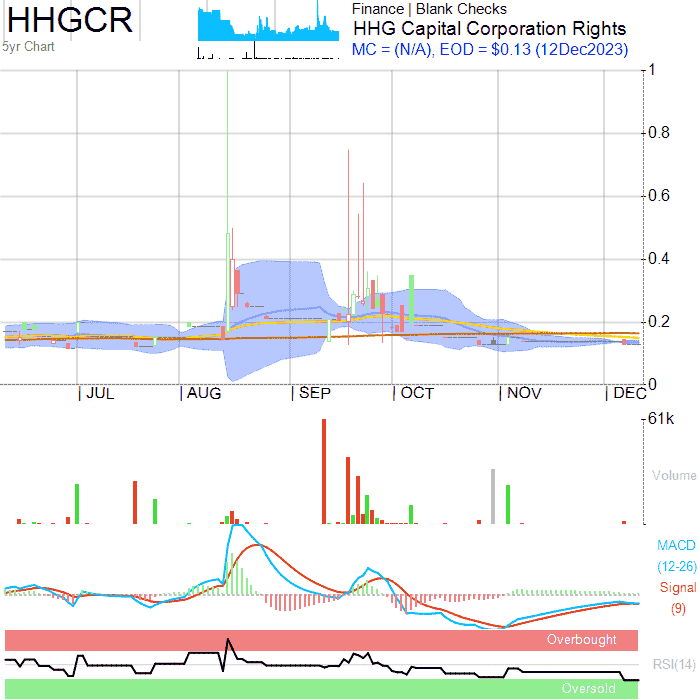 HHGCR
5yr Chart
Finance | Blank Checks
HHG Capital Corporation Rights
MC = (N/A), EOD = $0.13 (12Dec2023)
1
0.8
0.6
0.4
0.2
0
JUL AUG SEP OCT NOV DEC
61k
Volume
MACD
(12-26)
Signal
(9)
Overbought
RSI(14)
Oversold